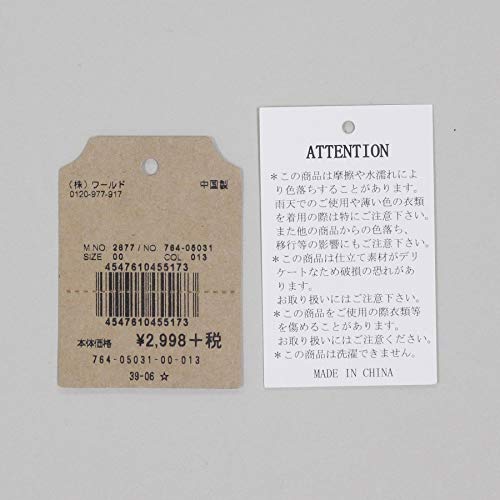 (株)ワールド 中国製
0120-977-917
M.NO. 2877 / NO. 764-05031
SIZE 00 COL 013
4547610455173
4547610455173
本体価格 ¥2,998+税
764-05031-00-013
39-06 ☆
ATTENTION
*この商品は摩擦や水濡れによ
り色落ちすることがあります。
雨天でのご使用や薄い色の衣類
を着用の際は特にご注意下さい。
また他の商品からの色落ち、
移行等の影響にもご注意下さい。
*この商品は仕立て素材がデリ
ケートなため破損の恐れがあ
ります。
お取り扱いにはご注意下さい。
*この商品をご使用の際衣類等
を傷めることがあります。
お取り扱いにはご注意ください。
*この商品は洗濯できません。
MADE IN CHINA